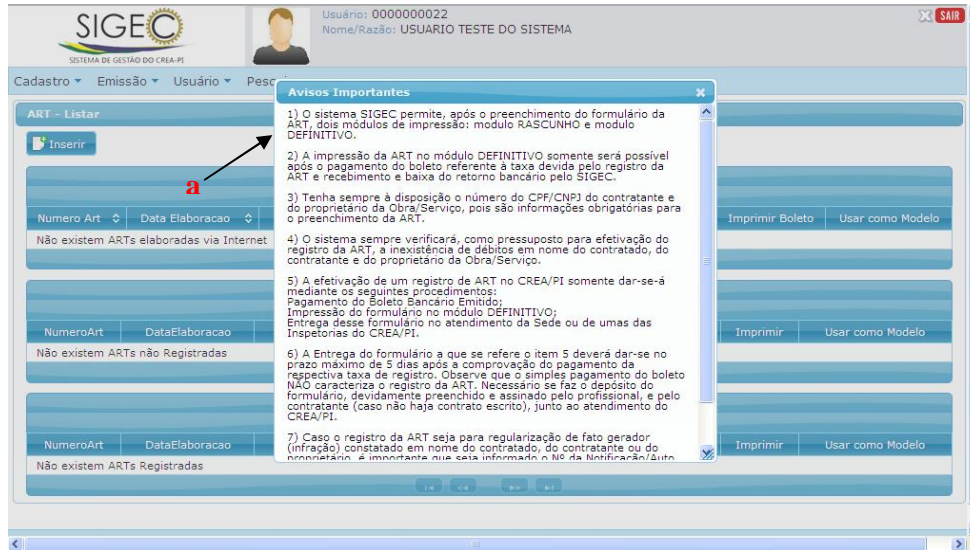 SIGEC
SISTEMA DE GESTÃO DO CREA-PI
Usuário: 0000000022
Nome/Razão: USUARIO TESTE DO SISTEMA
SAIR
Cadastro Emissão Usuário
Avisos Importantes
ART - Listar
Inserir
a
1) O sistema SIGEC permite, após o preenchimento do formulário da
ART, dois módulos de impressão: modulo RASCUNHO e modulo
DEFINITIVO.
2) A impressão da ART no módulo DEFINITIVO somente será possível
após o pagamento do boleto referente à taxa devida pelo registro da
ART e recebimento e baixa do retorno bancário pelo SIGEC.
3) Tenha sempre à disposição o número do CPF/CNPJ do contratante e
do proprietário da Obra/Serviço, pois são informações obrigatórias para
o preenchimento da ART.
4) O sistema sempre verificará, como pressuposto para efetivação do
registro da ART, a inexistência de débitos em nome do contratado, do
contratante e do proprietário da Obra/Serviço.
5) A efetivação de um registro de ART no CREA/PI somente dar-se-á
mediante os seguintes procedimentos:
Pagamento do Boleto Bancário Emitido;
Impressão do formulário no módulo DEFINITIVO;
Entrega desse formulário no atendimento da Sede ou de umas das
Inspetorias do CREA/PI.
6) A Entrega do formulário a que se refere o item 5 deverá dar-se no
prazo máximo de 5 dias após a comprovação do pagamento da
respectiva taxa de registro. Observe que o simples pagamento do boleto
NÃO caracteriza o registro da ART. Necessário se faz o depósito do
formulário, devidamente preenchido e assinado pelo profissional, e pelo
contratante (caso não haja contrato escrito), junto ao atendimento do
CREA/PI.
7) Caso o registro da ART seja para regularização de fato gerador
(infração) constatado em nome do contratado, do contratante ou do
proprietário, é importante que seja informado o Nº da Notificação/Auto
Numero Art Data Elaboracao Imprimir Boleto Usar como Modelo
Não existem ARTs elaboradas via Internet
NumeroArt DataElaboracao Imprimir Usar como Modelo
Não existem ARTs não Registradas
NumeroArt DataElaboracao Imprimir Usar como Modelo
Não existem ARTs Registradas